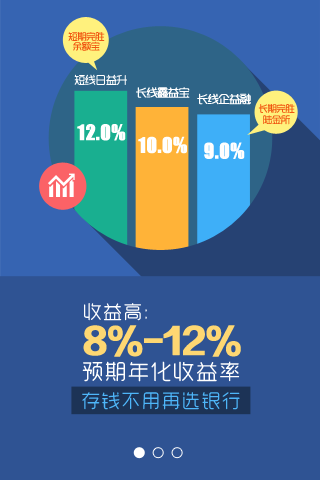 短期完胜
余额宝
短线日益升
长线鑫益宝
长线企益融
长期完胜
陆金所
12.0%
10.0%
9.0%
收益高:
8%-12%
预期年化收益率
存钱不用再选银行